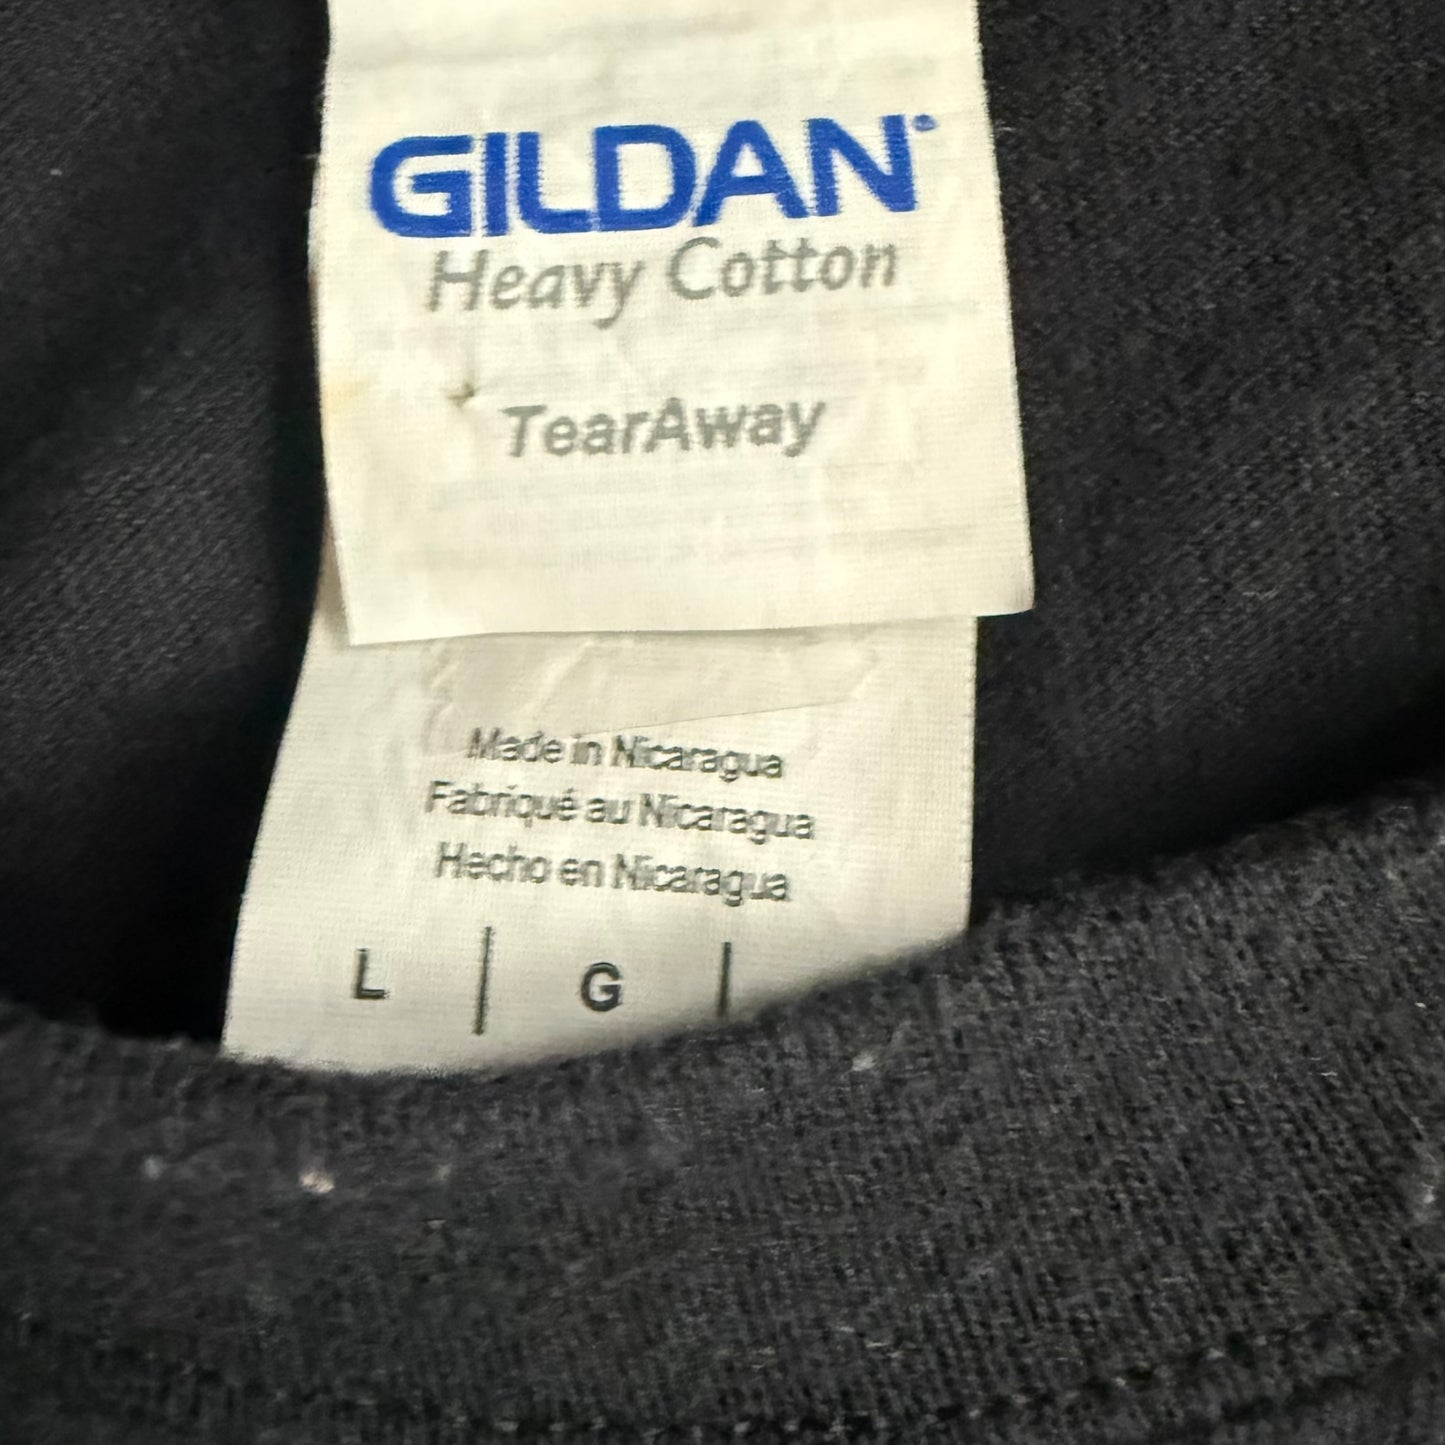 GILDAN®
Heavy Cotton
TearAway
Made in Nicaragua
Fabriqué au Nicaragua
Hecho en Nicaragua
L | G |